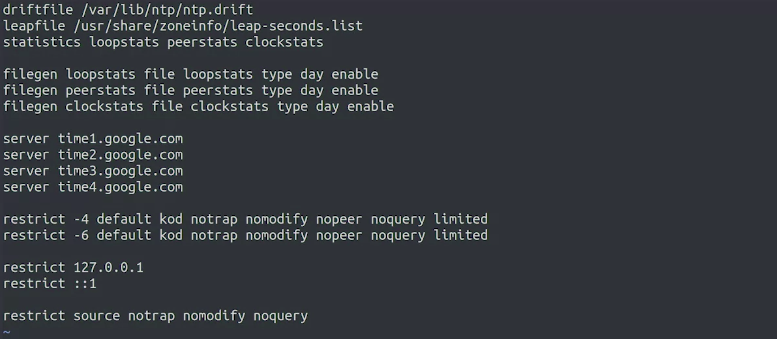 driftfile /var/lib/ntp/ntp.drift
leapfile /usr/share/zoneinfo/leap-seconds.list
statistics loopstats peerstats clockstats
filegen loopstats file loopstats type day enable
filegen peerstats file peerstats type day enable
filegen clockstats file clockstats type day enable
server time1.google.com
server time2.google.com
server time3.google.com
server time4.google.com
restrict -4 default kod notrap nomodify nopeer noquery limited
restrict -6 default kod notrap nomodify nopeer noquery limited
restrict 127.0.0.1
restrict ::1
restrict source notrap nomodify noquery
~